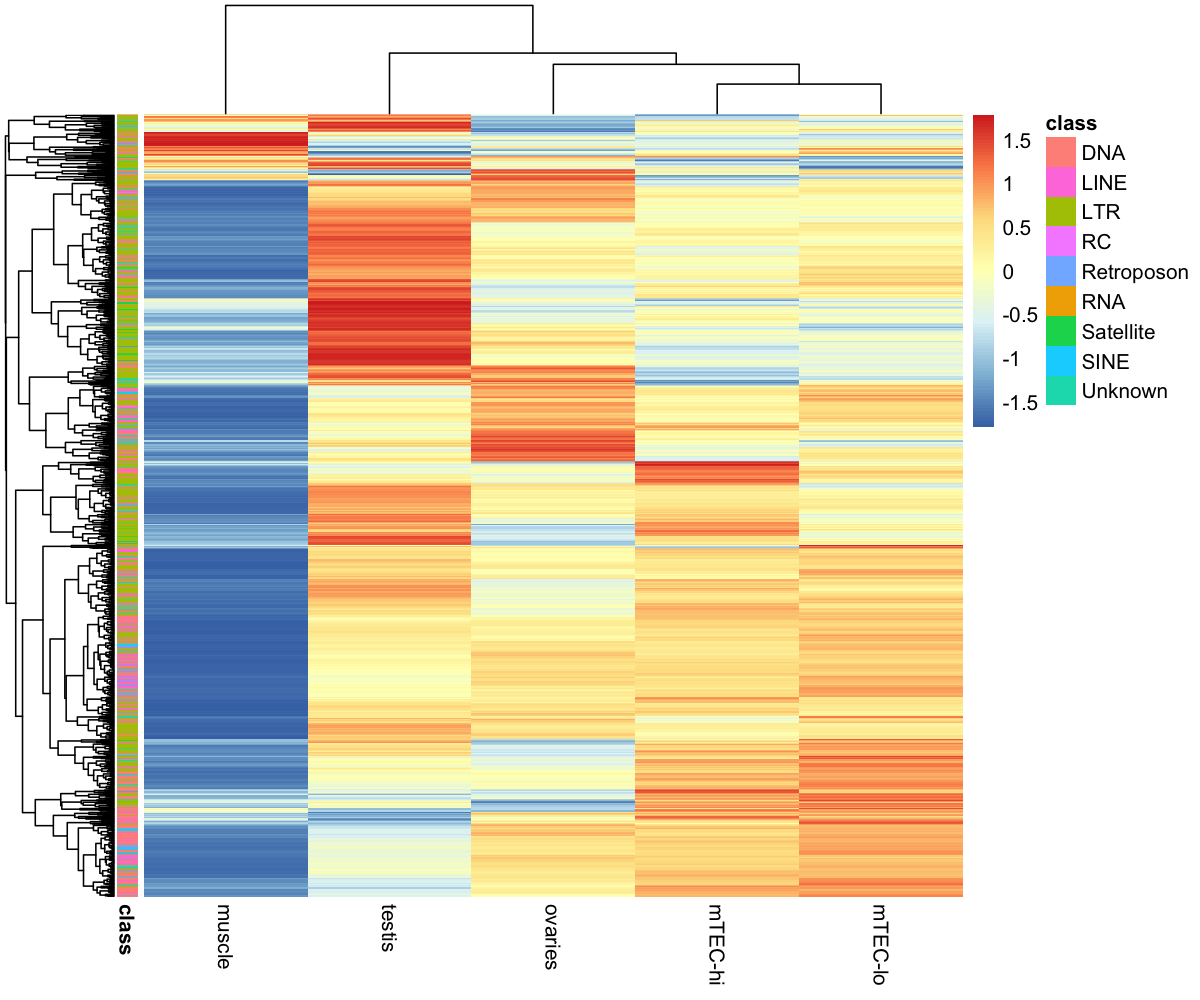 class
DNA
LINE
LTR
RC
Retroposon
RNA
Satellite
SINE
Unknown
1.5
1
0.5
0
-0.5
-1
-1.5
class
muscle
testis
ovaries
mTEC-hi
mTEC-lo